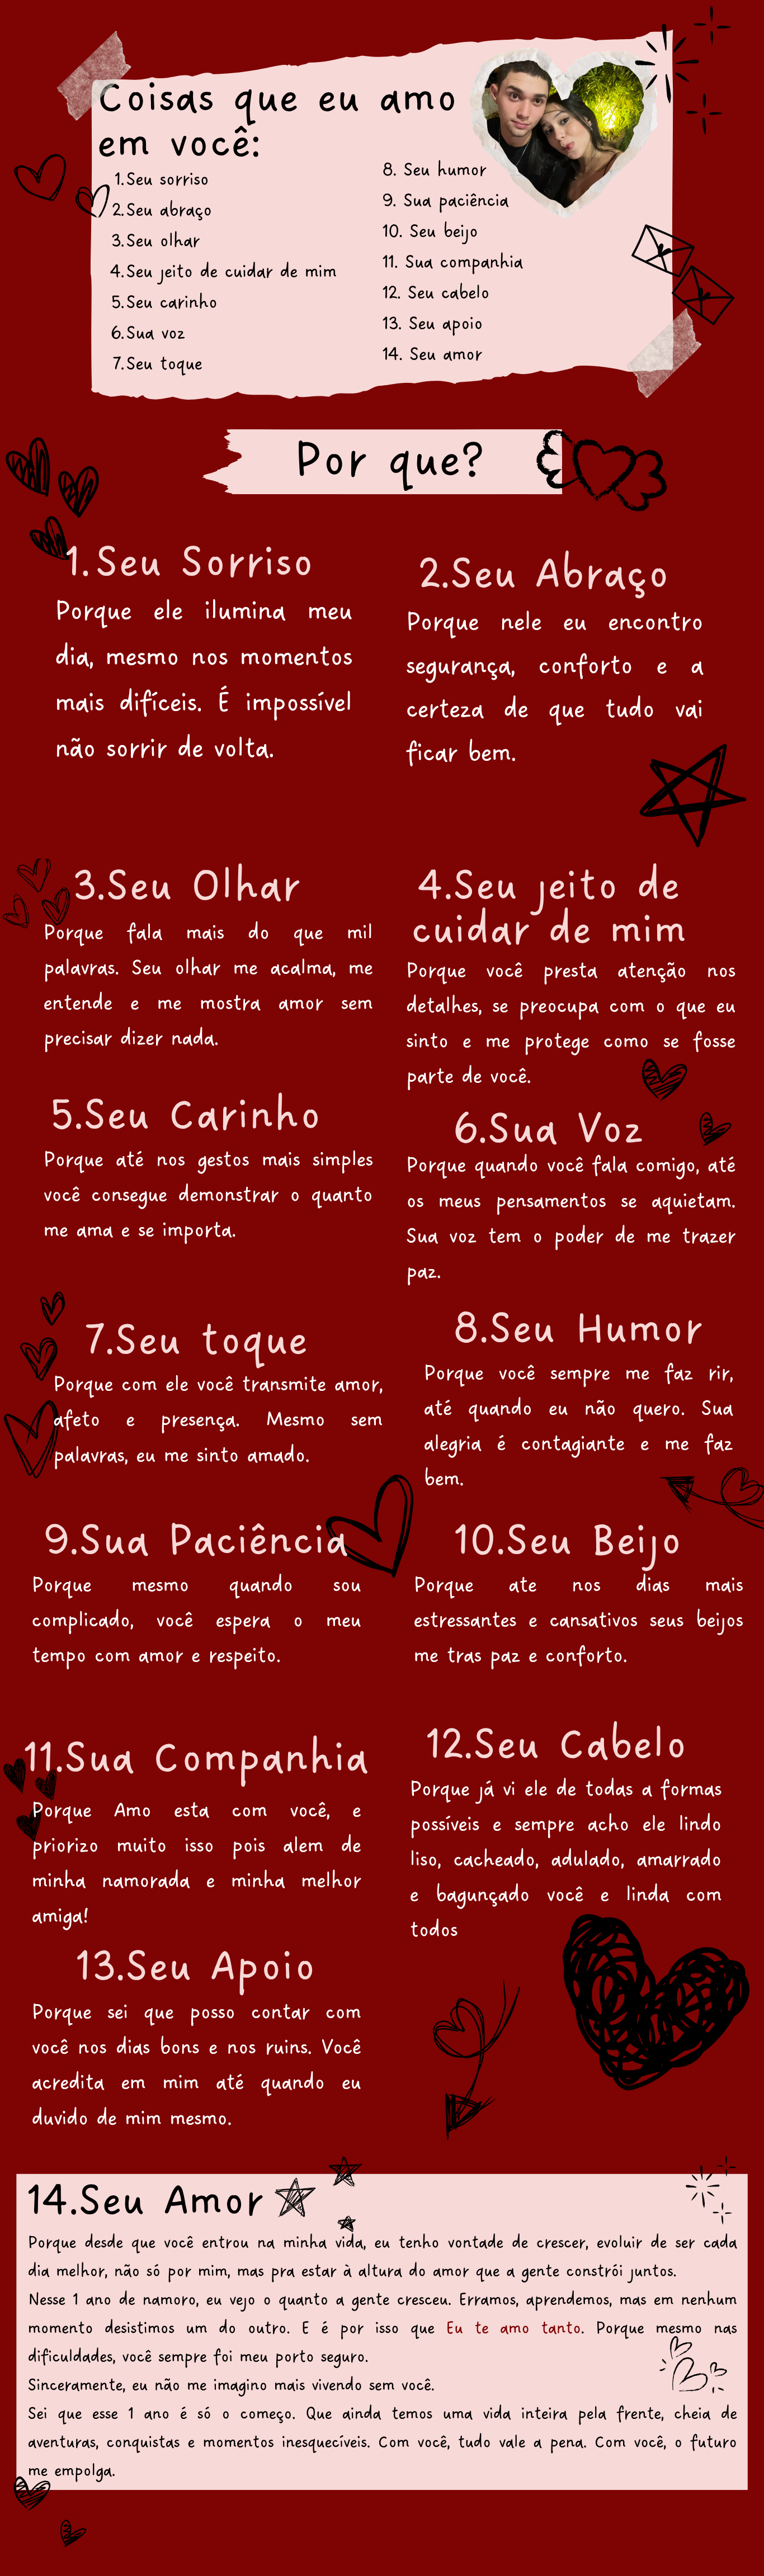 Coisas que eu amo
em você:
1.Seu sorriso
2.Seu abraço
3.Seu olhar
4.Seu jeito de cuidar de mim
5.Seu carinho
6.Sua voz
7.Seu toque
8. Seu humor
9. Sua paciência
10. Seu beijo
11. Sua companhia
12. Seu cabelo
13. Seu apoio
14. Seu amor
Por que?
1.Seu Sorriso
Porque ele ilumina meu
dia, mesmo nos momentos
mais difíceis. É impossível
não sorrir de volta.
2.Seu Abraço
Porque nele eu encontro
segurança, conforto e a
certeza de que tudo vai
ficar bem.
3.Seu Olhar
Porque fala mais do que mil
palavras. Seu olhar me acalma, me
entende e me mostra amor sem
precisar dizer nada.
4.Seu jeito de
cuidar de mim
Porque você presta atenção nos
detalhes, se preocupa com o que eu
sinto e me protege como se fosse
parte de você.
5.Seu Carinho
Porque até nos gestos mais simples
você consegue demonstrar o quanto
me ama e se importa.
6.Sua Voz
Porque quando você fala comigo, até
os meus pensamentos se aquietam.
Sua voz tem o poder de me trazer
paz.
7.Seu toque
Porque com ele você transmite amor,
afeto e presença. Mesmo sem
palavras, eu me sinto amado.
8.Seu Humor
Porque você sempre me faz rir,
até quando eu não quero. Sua
alegria é contagiante e me faz
bem.
9.Sua Paciência
Porque mesmo quando sou
complicado, você espera o meu
tempo com amor e respeito.
10.Seu Beijo
Porque ate nos dias mais
estressantes e cansativos seus beijos
me tras paz e conforto.
11.Sua Companhia
Porque Amo esta com você, e
priorizo muito isso pois alem de
minha namorada e minha melhor
amiga!
12.Seu Cabelo
Porque já vi ele de todas a formas
possíveis e sempre acho ele lindo
liso, cacheado, adulado, amarrado
e bagunçado você e linda com
todos
13.Seu Apoio
Porque sei que posso contar com
você nos dias bons e nos ruins. Você
acredita em mim até quando eu
duvido de mim mesmo.
14.Seu Amor
Porque desde que você entrou na minha vida, eu tenho vontade de crescer, evoluir de ser cada
dia melhor, não só por mim, mas pra estar à altura do amor que a gente constrói juntos.
Nesse 1 ano de namoro, eu vejo o quanto a gente cresceu. Erramos, aprendemos, mas em nenhum
momento desistimos um do outro. E é por isso que Eu te amo tanto. Porque mesmo nas
dificuldades, você sempre foi meu porto seguro.
Sinceramente, eu não me imagino mais vivendo sem você.
Sei que esse 1 ano é só o começo. Que ainda temos uma vida inteira pela frente, cheia de
aventuras, conquistas e momentos inesquecíveis. Com você, tudo vale a pena. Com você, o futuro
me empolga.